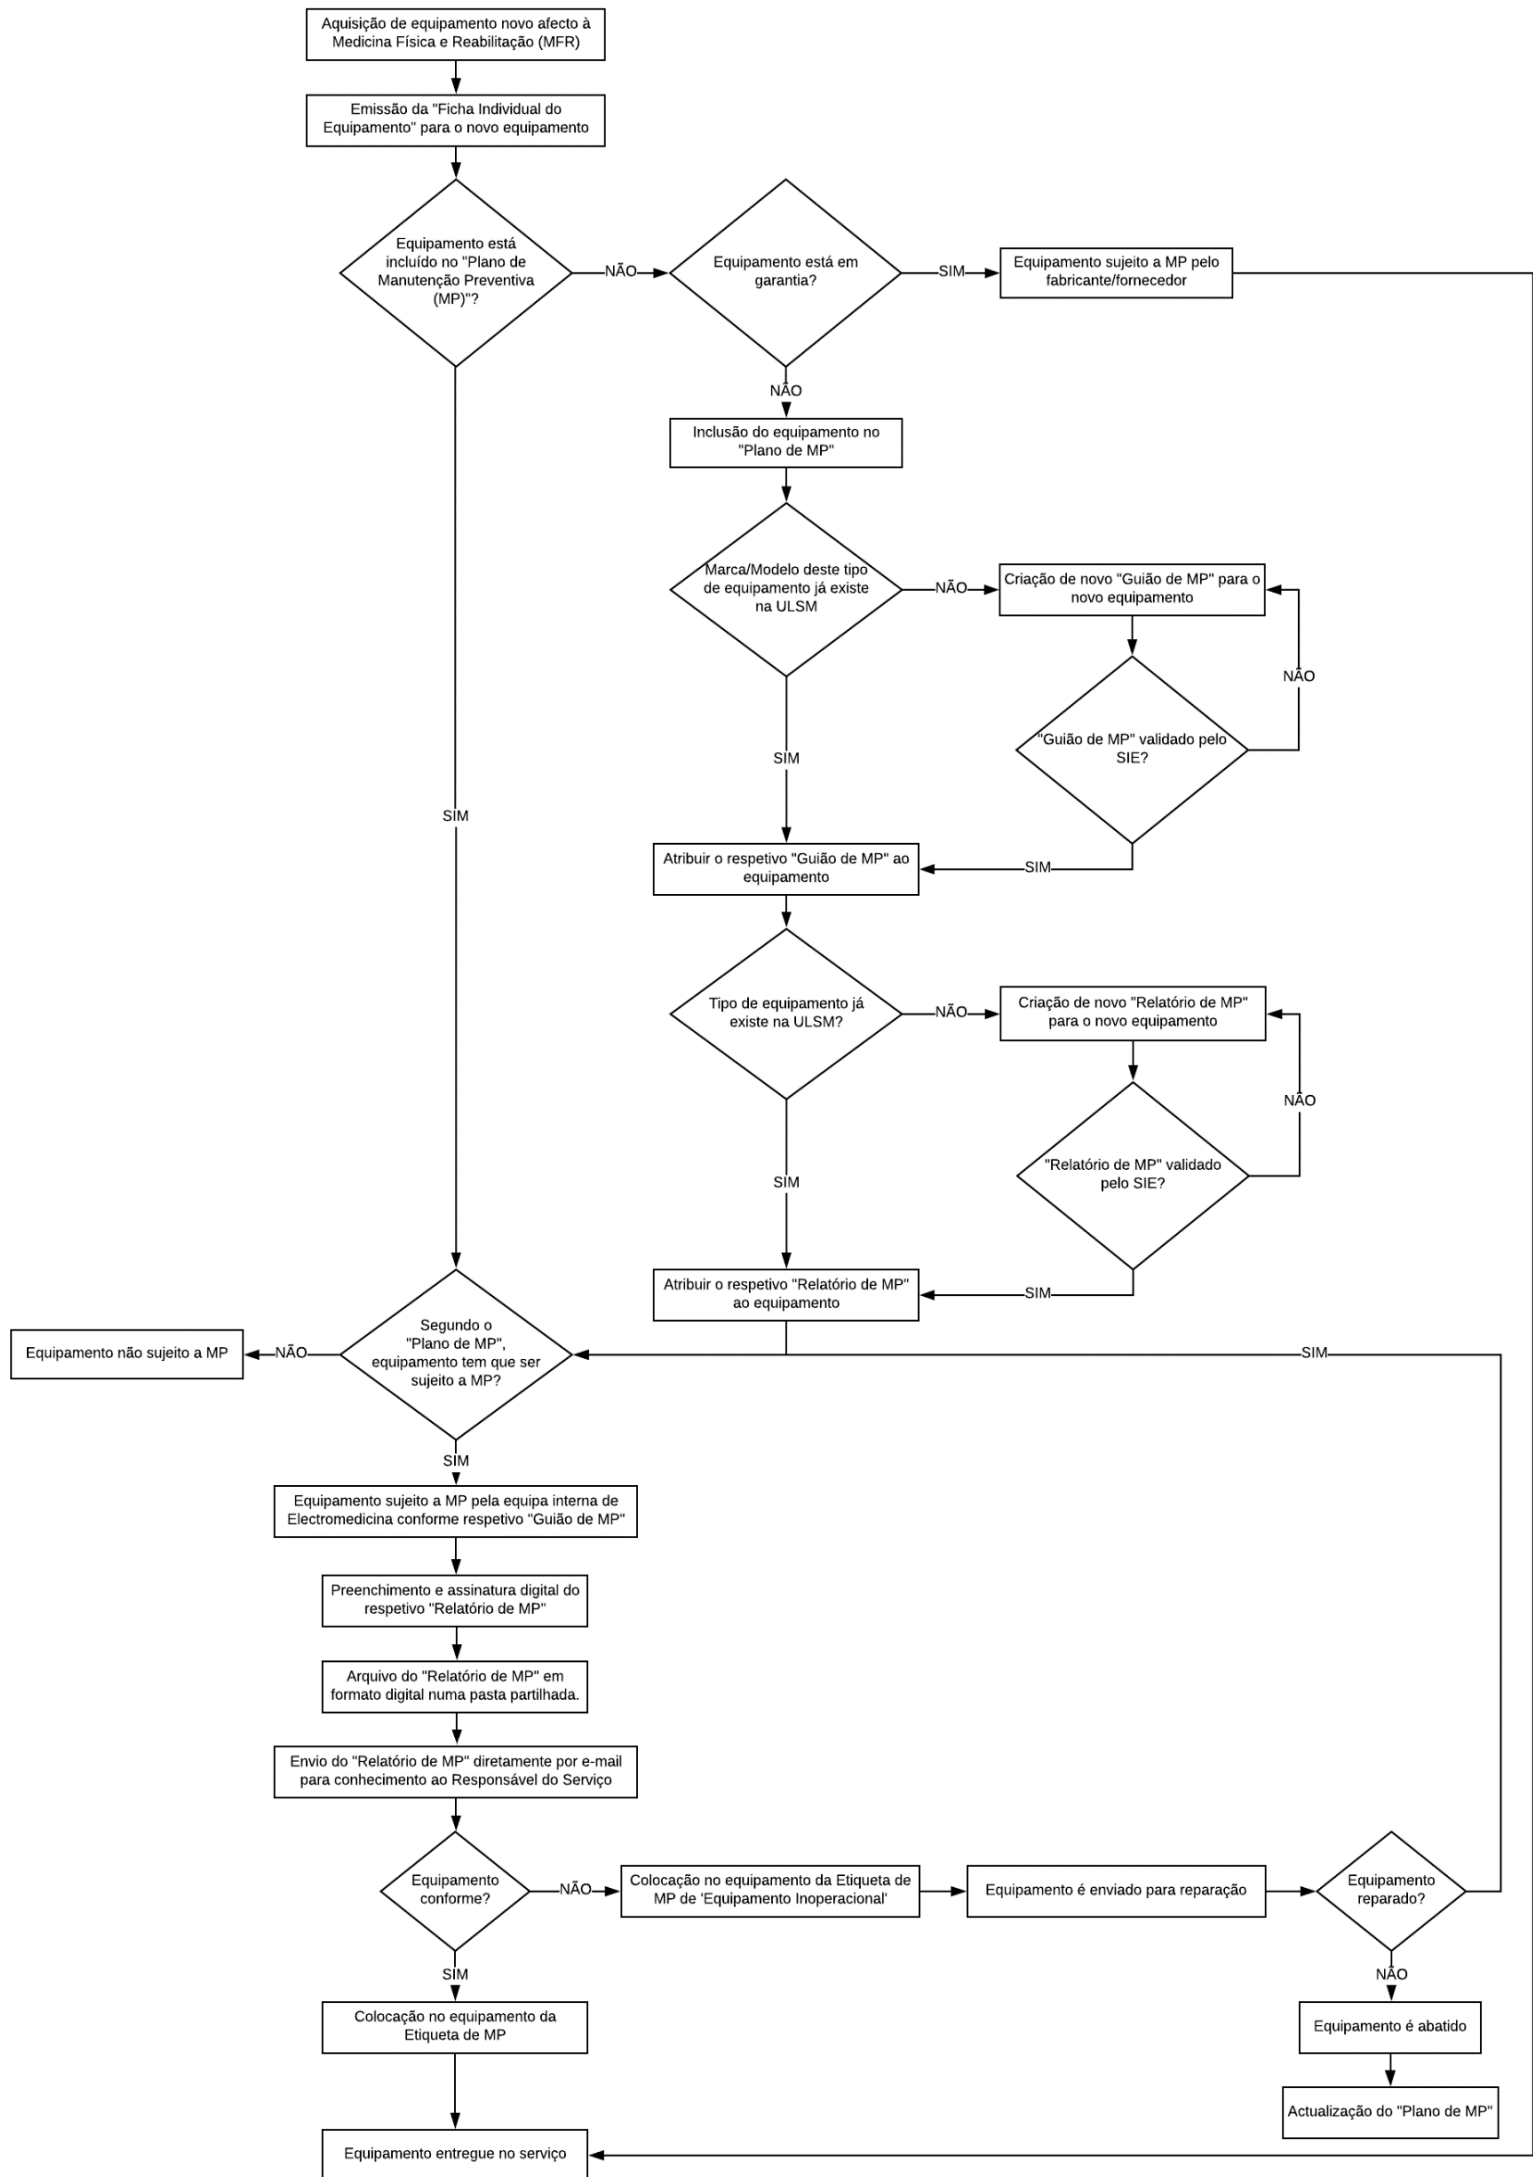 Aquisição de equipamento novo afecto à
Medicina Física e Reabilitação (MFR)
Emissão da "Ficha Individual do
Equipamento" para o novo equipamento
Equipamento está
incluído no "Plano de
Manutenção Preventiva
(MP)"?
NÃO
Equipamento está em
garantia?
SIM
Equipamento sujeito a MP pelo
fabricante/fornecedor
NÃO
Inclusão do equipamento no
"Plano de MP"
Marca/Modelo deste tipo
de equipamento já existe
na ULSM
NÃO
Criação de novo "Guião de MP" para o
novo equipamento
NÃO
"Guião de MP" validado pelo
SIE?
SIM
SIM
Atribuir o respetivo "Guião de MP" ao
equipamento
SIM
Tipo de equipamento já
existe na ULSM?
NÃO
Criação de novo "Relatório de MP"
para o novo equipamento
NÃO
"Relatório de MP" validado
pelo SIE?
SIM
Atribuir o respetivo "Relatório de MP"
ao equipamento
SIM
Segundo o
"Plano de MP",
equipamento tem que ser
sujeito a MP?
NÃO
Equipamento não sujeito a MP
SIM
SIM
Equipamento sujeito a MP pela equipa interna de
Electromedicina conforme respetivo "Guião de MP"
Preenchimento e assinatura digital do
respetivo "Relatório de MP"
Arquivo do "Relatório de MP" em
formato digital numa pasta partilhada.
Envio do "Relatório de MP" diretamente por e-mail
para conhecimento ao Responsável do Serviço
Equipamento
conforme?
NÃO
Colocação no equipamento da Etiqueta de
MP de 'Equipamento Inoperacional'
Equipamento é enviado para reparação
Equipamento
reparado?
SIM
NÃO
Colocação no equipamento da
Etiqueta de MP
Equipamento é abatido
Actualização do "Plano de MP"
Equipamento entregue no serviço